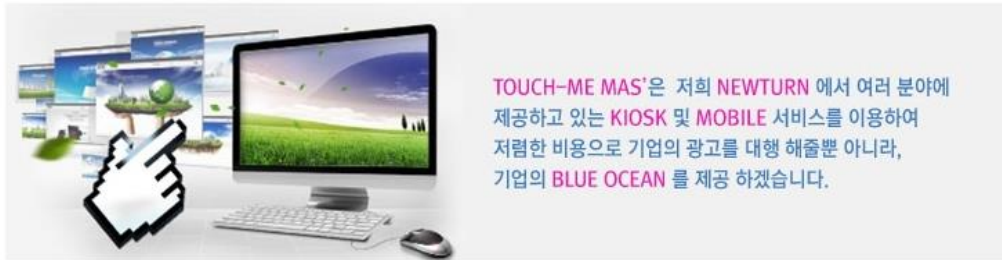 TOUCH-ME MAS'은 저희 NEWTURN 에서 여러 분야에
제공하고 있는 KIOSK 및 MOBILE 서비스를 이용하여
저렴한 비용으로 기업의 광고를 대행 해줄뿐 아니라,
기업의 BLUE OCEAN 를 제공 하겠습니다.